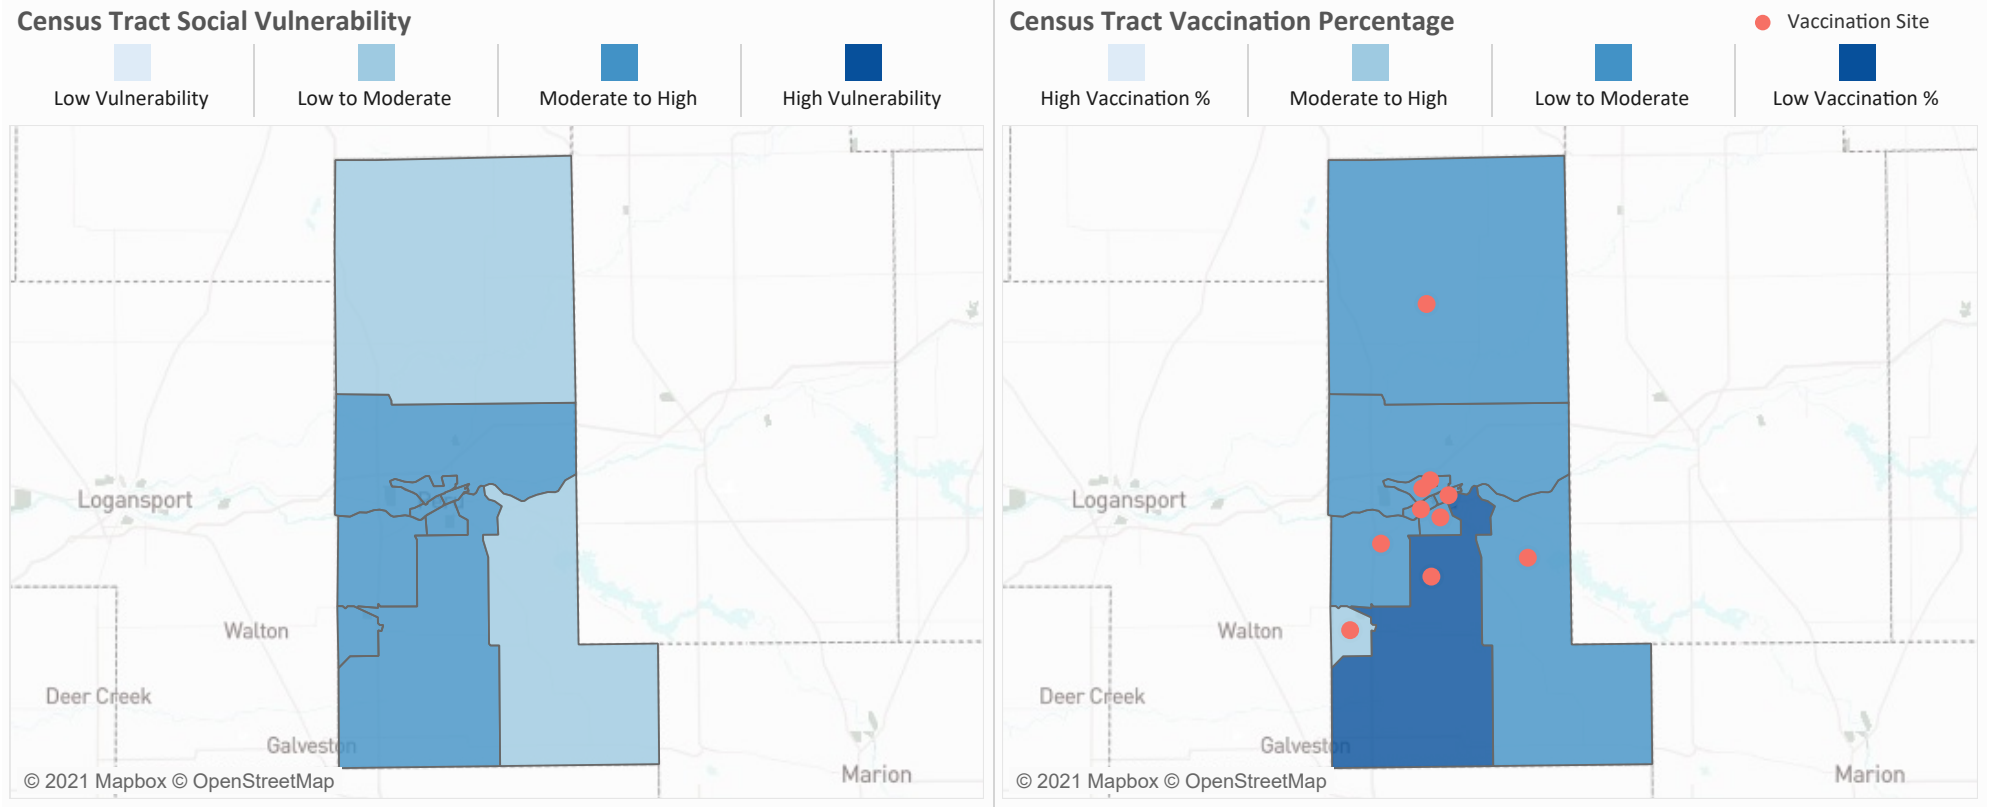 Census Tract Social Vulnerability
Low Vulnerability
Low to Moderate
Moderate to High
High Vulnerability
Logansport
Walton
Deer Creek
Galveston
Marion
© 2021 Mapbox © OpenStreetMap
Census Tract Vaccination Percentage
Vaccination Site
High Vaccination %
Moderate to High
Low to Moderate
Low Vaccination %
Logansport
Walton
Deer Creek
Galveston
Marion
© 2021 Mapbox © OpenStreetMap